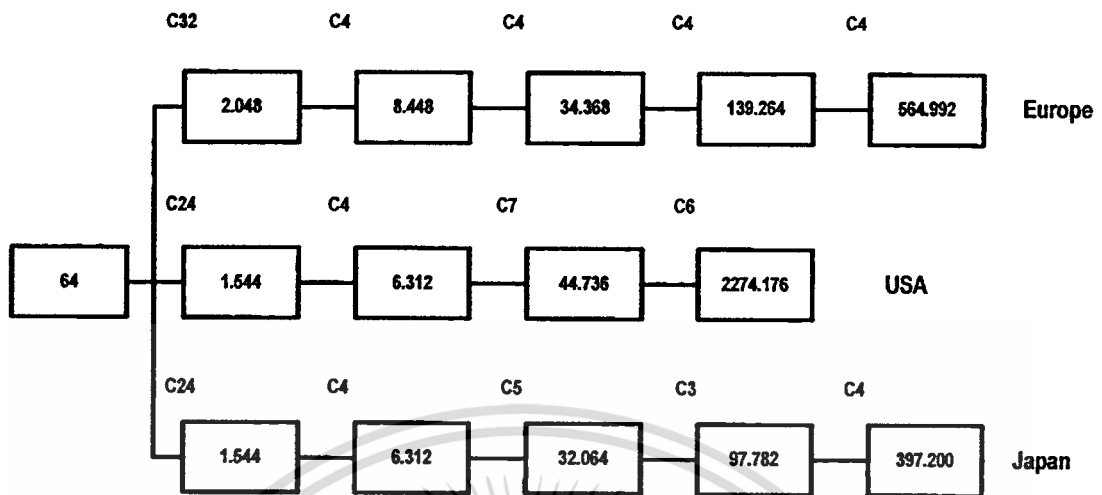 C32 C4 C4 C4 C4
2.048 8.448 34.368 139.264 564.992 Europe
C24 C4 C7 C6
64 1.544 6.312 44.736 2274.176 USA
C24 C4 C5 C3 C4
1.544 6.312 32.064 97.782 397.200 Japan